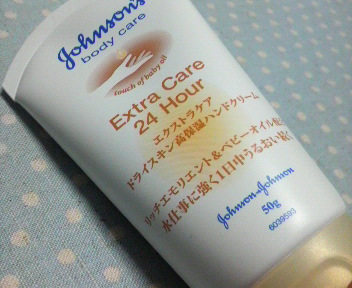 Johnson's
body care
touch of baby oil
Extra Care
24 Hour
エクストラケア
ドライスキン高保湿ハンドクリーム
リッチエモリエント&ベビーオイル
水仕事に強く1日中うるおい続く
Johnson & Johnson
50g